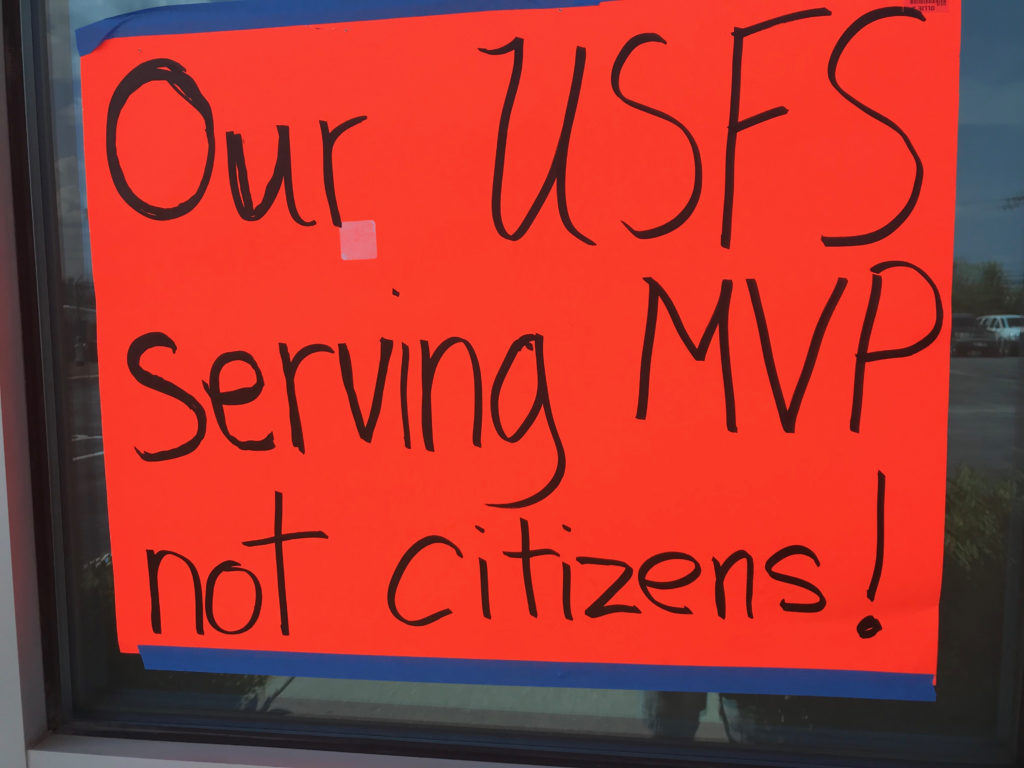 Our USFS
serving MVP
not citizens!